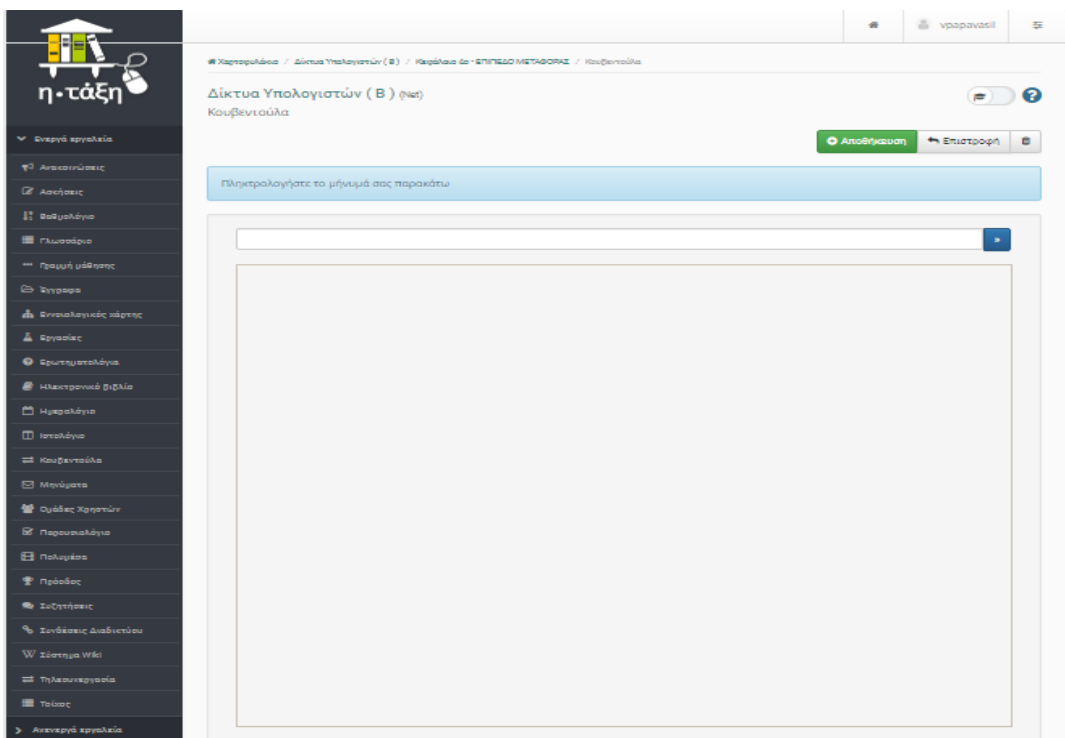 η•τάξη
vpapavasil
Χαρτοφυλάκιο / Δίκτυα Υπολογιστών ( Β ) / Κεφάλαιο 4ο - ΕΠΙΠΕΔΟ ΜΕΤΑΦΟΡΑΣ / Κουβεντούλα
Δίκτυα Υπολογιστών ( Β ) (Net)
Κουβεντούλα
Αποθήκευση Επιστροφή
Πληκτρολογήστε το μήνυμά σας παρακάτω
»
Ενεργά εργαλεία
Ανακοινώσεις
Ασκήσεις
Βαθμολόγιο
Γλωσσάριο
Γραμμή μάθησης
Έγγραφα
Εννοιολογικός χάρτης
Εργασίες
Ερωτηματολόγια
Ηλεκτρονικό βιβλίο
Ημερολόγιο
Ιστολόγιο
Κουβεντούλα
Μηνύματα
Ομάδες Χρηστών
Παρουσιολόγιο
Πολυμέσα
Πρόοδος
Συζητήσεις
Συνδέσεις Διαδικτύου
Σύστημα Wiki
Τηλεσυνεργασία
Τοίχος
Ανενεργά εργαλεία